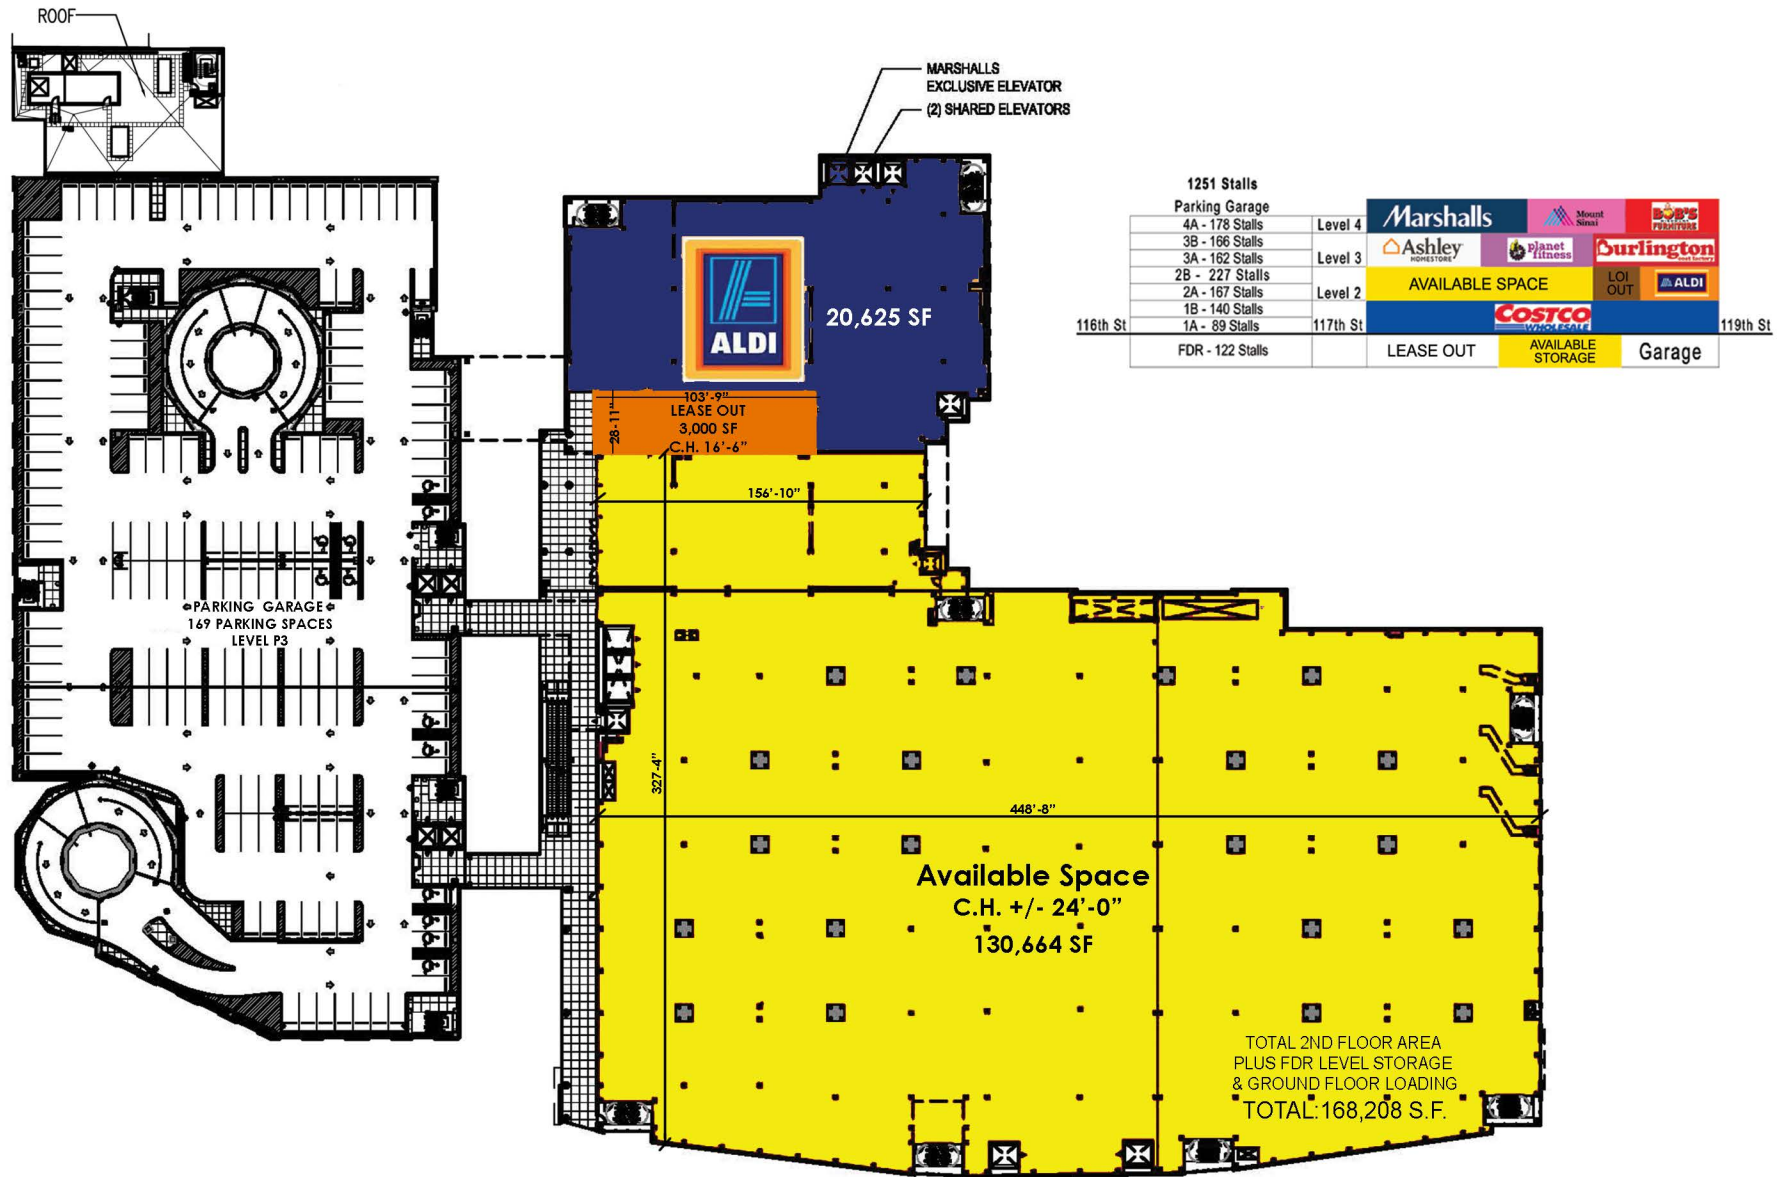 ROOF
MARSHALLS
EXCLUSIVE ELEVATOR
(2) SHARED ELEVATORS
1251 Stalls
Parking Garage
4A - 178 Stalls
Level 4
Marshalls
Mount
Sinai
BOB'S
FURNITURE
3B - 166 Stalls
3A - 162 Stalls
Level 3
Ashley
HOMESTORE
planet
fitness
Burlington
coat factory
2B - 227 Stalls
2A - 167 Stalls
Level 2
AVAILABLE SPACE
LOI
OUT
ALDI
1B - 140 Stalls
COSTCO
WHOLESALE
116th St
1A - 89 Stalls
117th St
119th St
FDR - 122 Stalls
LEASE OUT
AVAILABLE
STORAGE
Garage
ALDI
20,625 SF
103'-9"
28'-11"
LEASE OUT
3,000 SF
C.H. 16'-6"
156'-10"
PARKING GARAGE
169 PARKING SPACES
LEVEL P3
327'-4"
448'-8"
Available Space
C.H. +/- 24'-0"
130,664 SF
TOTAL 2ND FLOOR AREA
PLUS FDR LEVEL STORAGE
& GROUND FLOOR LOADING
TOTAL:168,208 S.F.